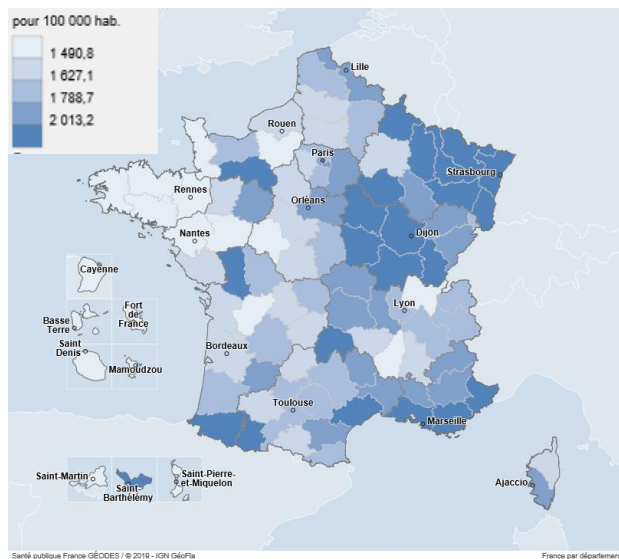 pour 100 000 hab.
1 490,8
1 627,1
1 788,7
2 013,2
Lille
Rouen
Paris
Strasbourg
Rennes
Orléans
Nantes
Dijon
Cayenne
Lyon
Basse
Terre
Fort
de
France
Saint
Denis
Mamoudzou
Bordeaux
Toulouse
Marseille
Saint-Martin
Saint-
Barthélémy
Saint-Pierre
et-Miquelon
Ajaccio
Santé publique France GÉODES / © 2019 - IGN GéoFla
France par département